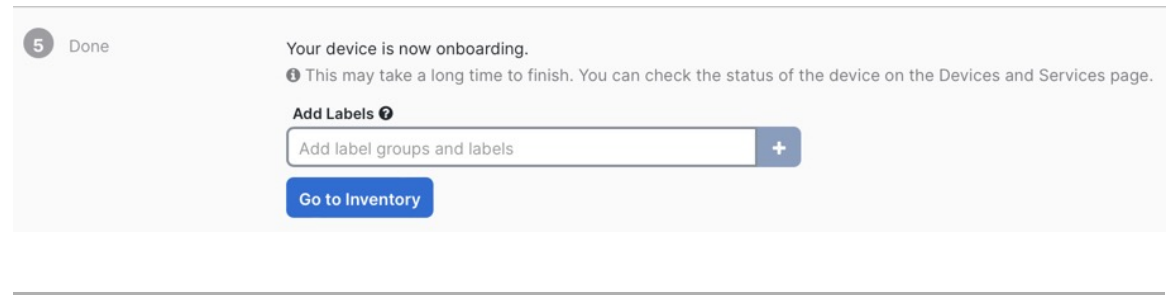 5 Done
Your device is now onboarding.
This may take a long time to finish. You can check the status of the device on the Devices and Services page.
Add Labels
Add label groups and labels
Go to Inventory